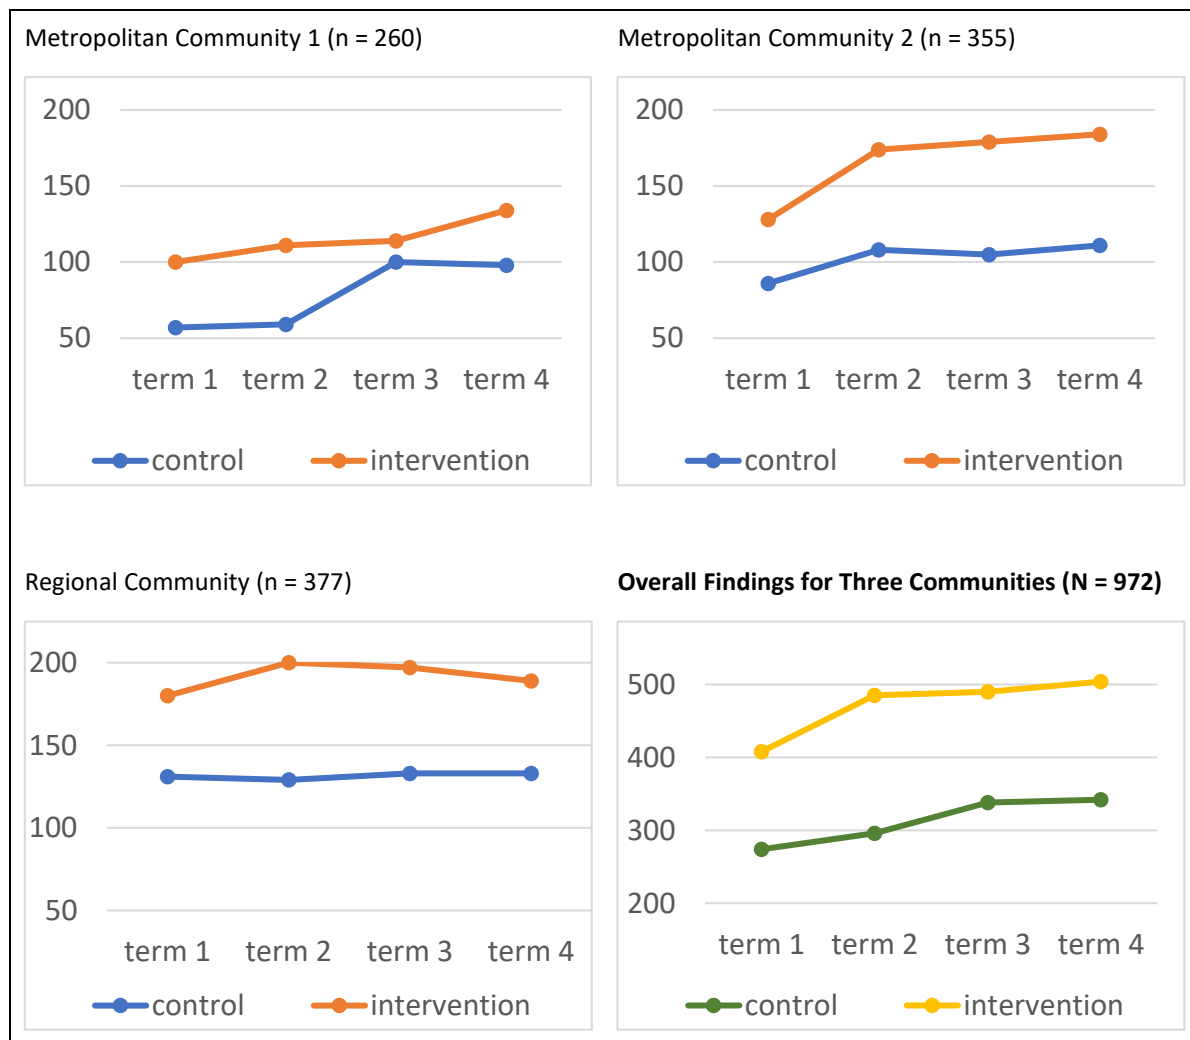 Metropolitan Community 1 (n = 260)
200
150
100
50
term 1 term 2 term 3 term 4
control intervention
Metropolitan Community 2 (n = 355)
200
150
100
50
term 1 term 2 term 3 term 4
control intervention
Regional Community (n = 377)
200
150
100
50
term 1 term 2 term 3 term 4
control intervention
Overall Findings for Three Communities (N = 972)
500
400
300
200
term 1 term 2 term 3 term 4
control intervention